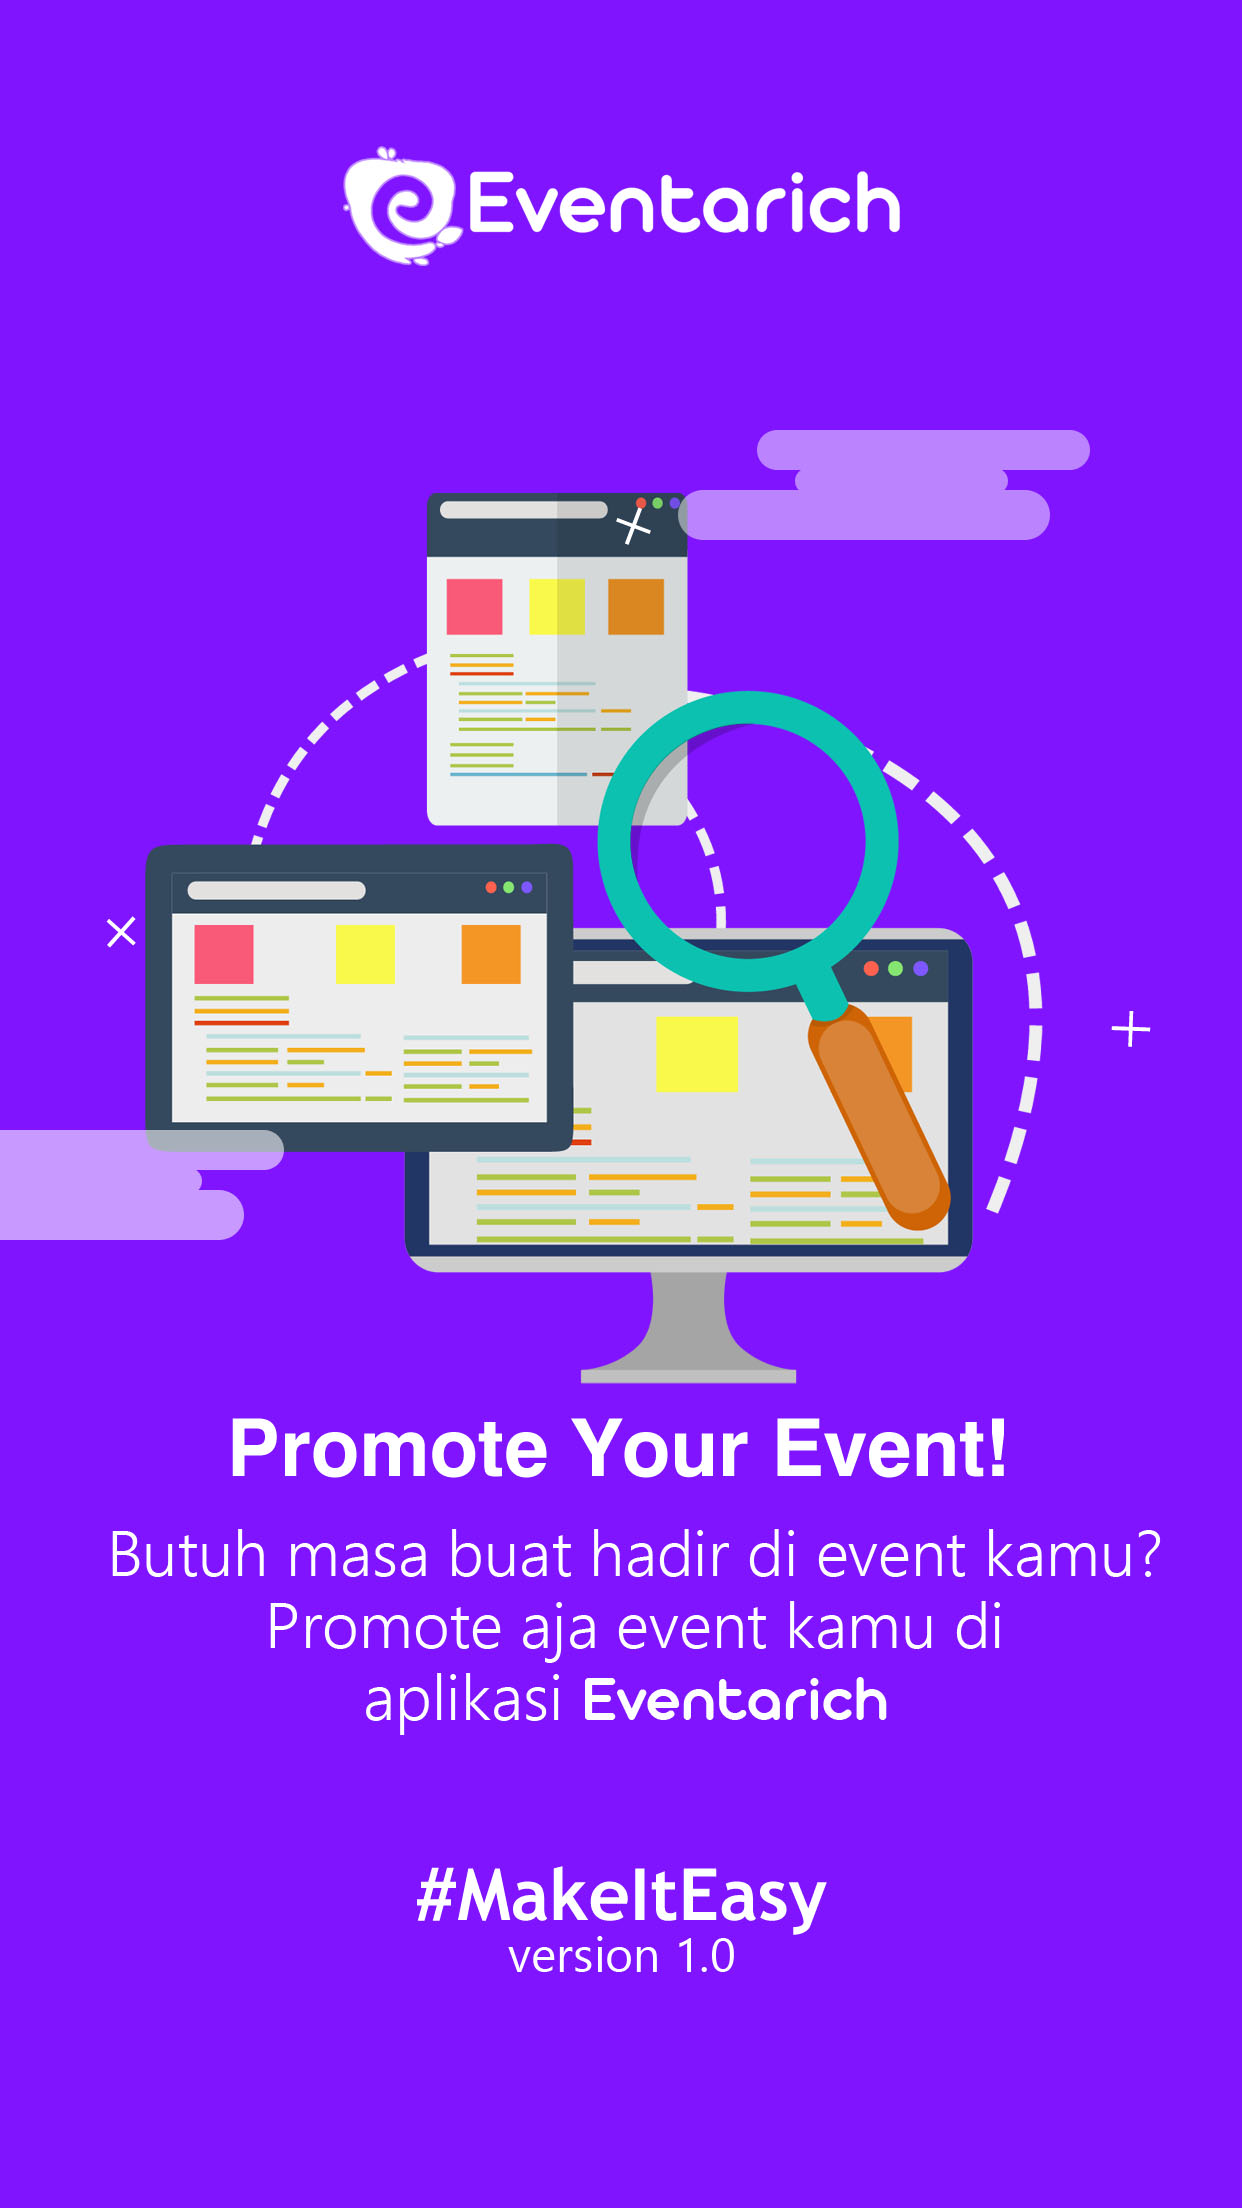 Eventarich
Promote Your Event!
Butuh masa buat hadir di event kamu?
Promote aja event kamu di
aplikasi Eventarich
#MakeItEasy
version 1.0